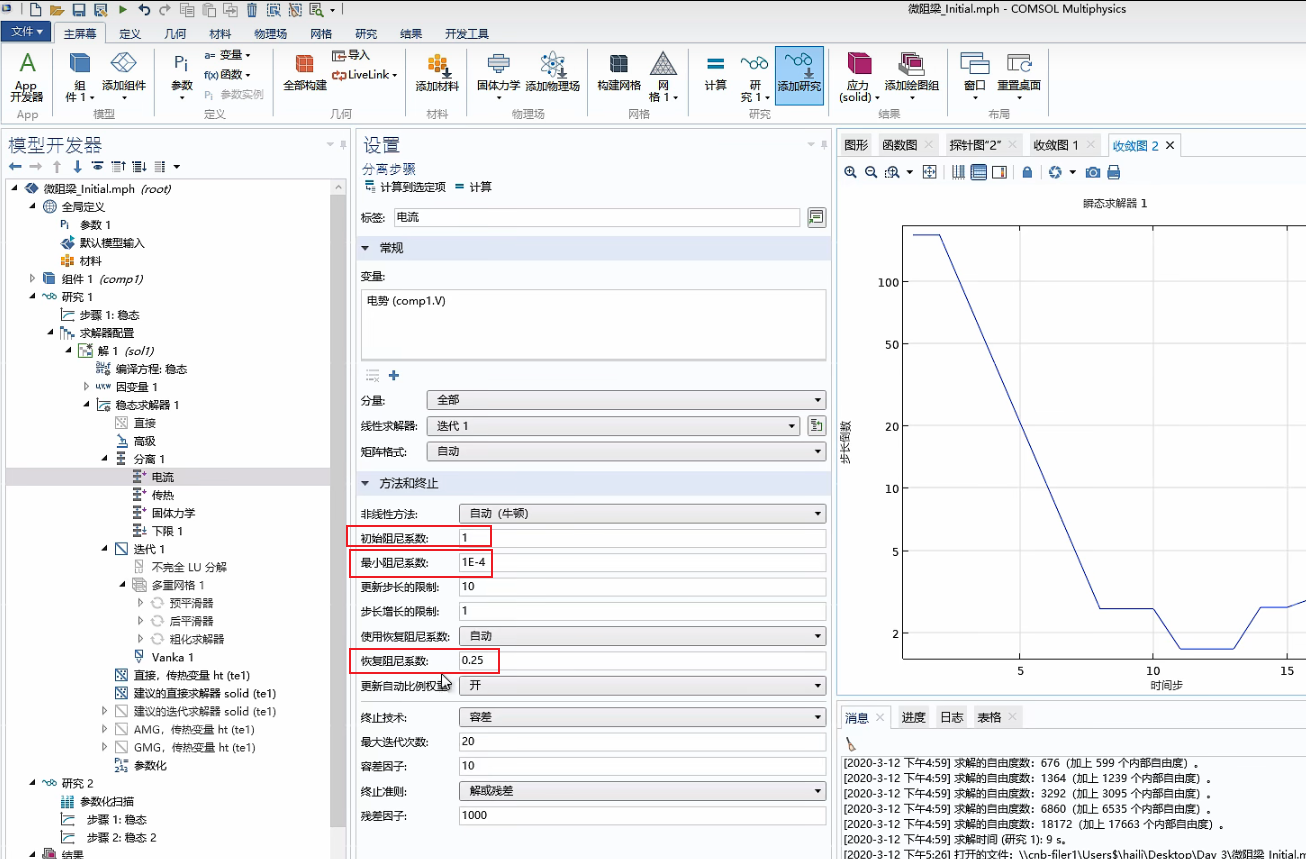 微阻梁_Initial.mph - COMSOL Multiphysics
文件 主屏幕 定义 几何 材料 物理场 网格 研究 结果 开发工具
App 开发器
App
组件 1
添加组件
模型
Pi 参数
a= 变量
f(x) 函数
Pi 参数实例
定义
全部构建
导入
LiveLink
几何
添加材料
材料
固体力学
添加物理场
物理场
构建网格
网格 1
网格
计算
研究 1
添加研究
研究
应力 (solid)
添加绘图组
结果
窗口
重置桌面
布局
模型开发器
微阻梁_Initial.mph (root)
全局定义
Pi 参数 1
默认模型输入
材料
组件 1 (comp1)
研究 1
步骤 1: 稳态
求解器配置
解 1 (sol1)
编译方程: 稳态
因变量 1
稳态求解器 1
直接
高级
分离 1
电流
传热
固体力学
下限 1
迭代 1
不完全 LU 分解
多重网格 1
预平滑器
后平滑器
粗化求解器
Vanka 1
直接，传热变量 ht (te1)
建议的直接求解器 solid (te1)
建议的迭代求解器 solid (te1)
AMG，传热变量 ht (te1)
GMG，传热变量 ht (te1)
参数化
研究 2
参数化扫描
步骤 1: 稳态
步骤 2: 稳态 2
结果
设置
分离步骤
计算到选定项 = 计算
标签: 电流
常规
变量:
电势 (comp1.V)
分量: 全部
线性求解器: 迭代 1
矩阵格式: 自动
方法和终止
非线性方法: 自动（牛顿）
初始阻尼系数: 1
最小阻尼系数: 1E-4
更新步长的限制: 10
步长增长的限制: 1
使用恢复阻尼系数: 自动
恢复阻尼系数: 0.25
更新自动比例权重 开
终止技术: 容差
最大迭代次数: 20
容差因子: 10
终止准则: 解或残差
残差因子: 1000
图形 函数图 探针图“2” 收敛图 1 收敛图 2
瞬态求解器 1
100
50
20
10
5
2
步长倒数
5 10 15
时间步
消息 进度 日志 表格
[2020-3-12 下午4:59] 求解的自由度数：676（加上 599 个内部自由度）。
[2020-3-12 下午4:59] 求解的自由度数：1364（加上 1239 个内部自由度）。
[2020-3-12 下午4:59] 求解的自由度数：3292（加上 3095 个内部自由度）。
[2020-3-12 下午4:59] 求解的自由度数：6860（加上 6535 个内部自由度）。
[2020-3-12 下午4:59] 求解的自由度数：18172（加上 17663 个内部自由度）。
[2020-3-12 下午4:59] 求解时间 (研究 1): 9 s。
[2020-3-12 下午5:26] 打开的文件：\\cnb-filer1\Users$\haili\Desktop\Day_3\微阻梁_Initial.m